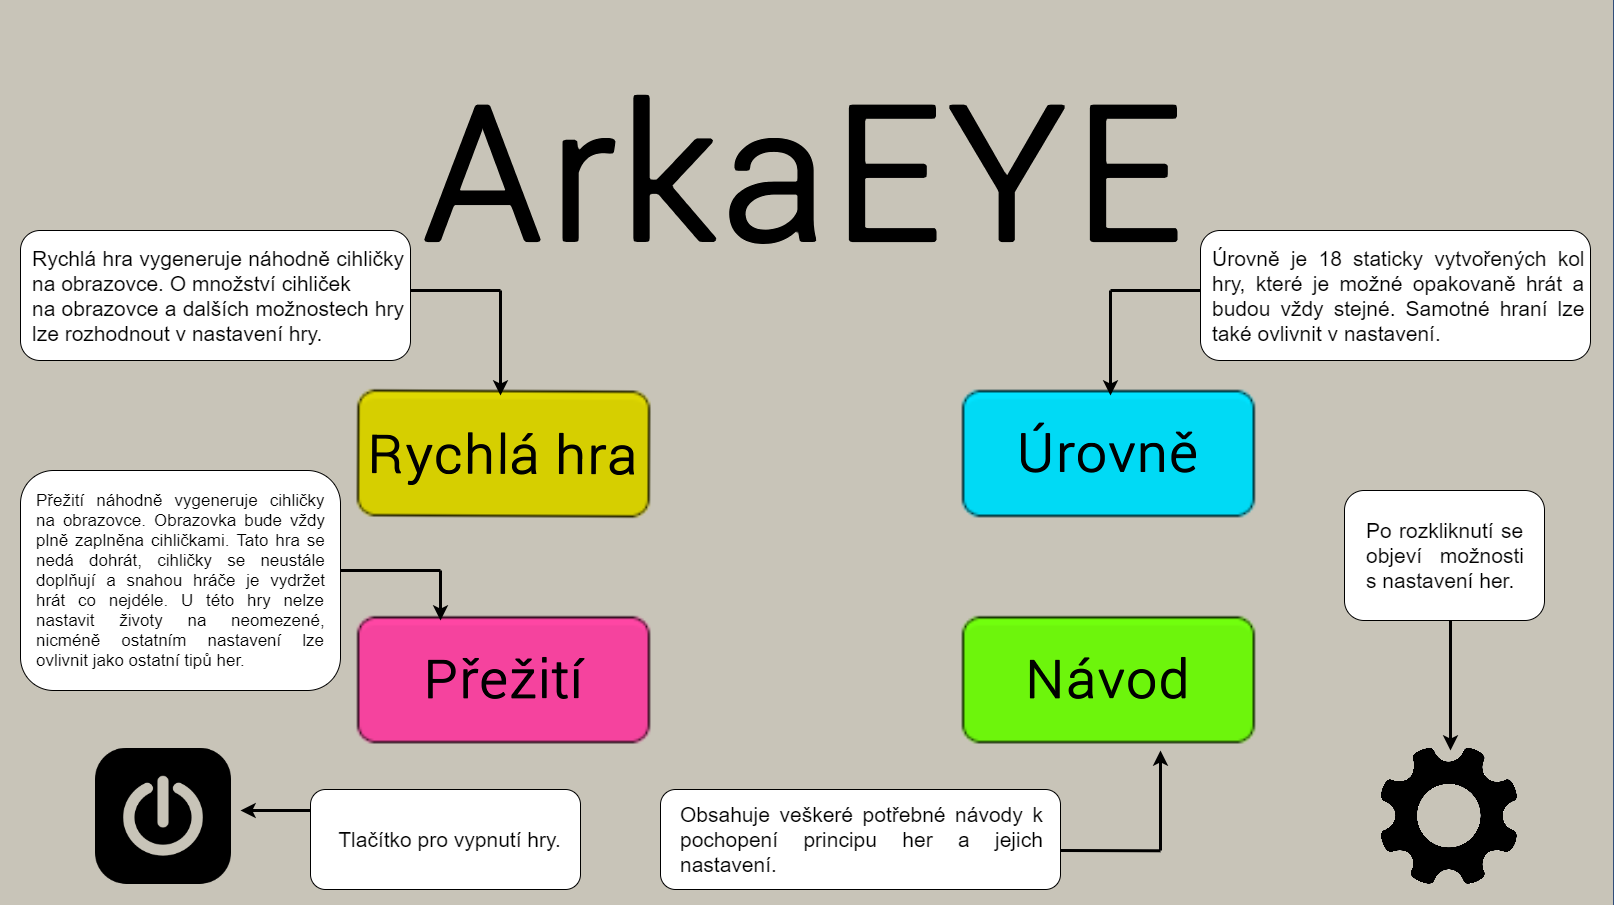 ArkaEYE
Rychlá hra vygeneruje náhodně cihličky
na obrazovce. O množství cihliček
na obrazovce a dalších možnostech hry
lze rozhodnout v nastavení hry.
Úrovně je 18 staticky vytvořených kol
hry, které je možné opakovaně hrát a
budou vždy stejné. Samotné hraní lze
také ovlivnit v nastavení.
Rychlá hra
Úrovně
Přežití náhodně vygeneruje cihličky
na obrazovce. Obrazovka bude vždy
plně zaplněna cihličkami. Tato hra se
nedá dohrát, cihličky se neustále
doplňují a snahou hráče je vydržet
hrát co nejdéle. U této hry nelze
nastavit životy na neomezené,
nicméně ostatním nastavení lze
ovlivnit jako ostatní tipů her.
Po rozkliknutí se
objeví možnosti
s nastavení her.
Přežití
Návod
Tlačítko pro vypnutí hry.
Obsahuje veškeré potřebné návody k
pochopení principu her a jejich
nastavení.